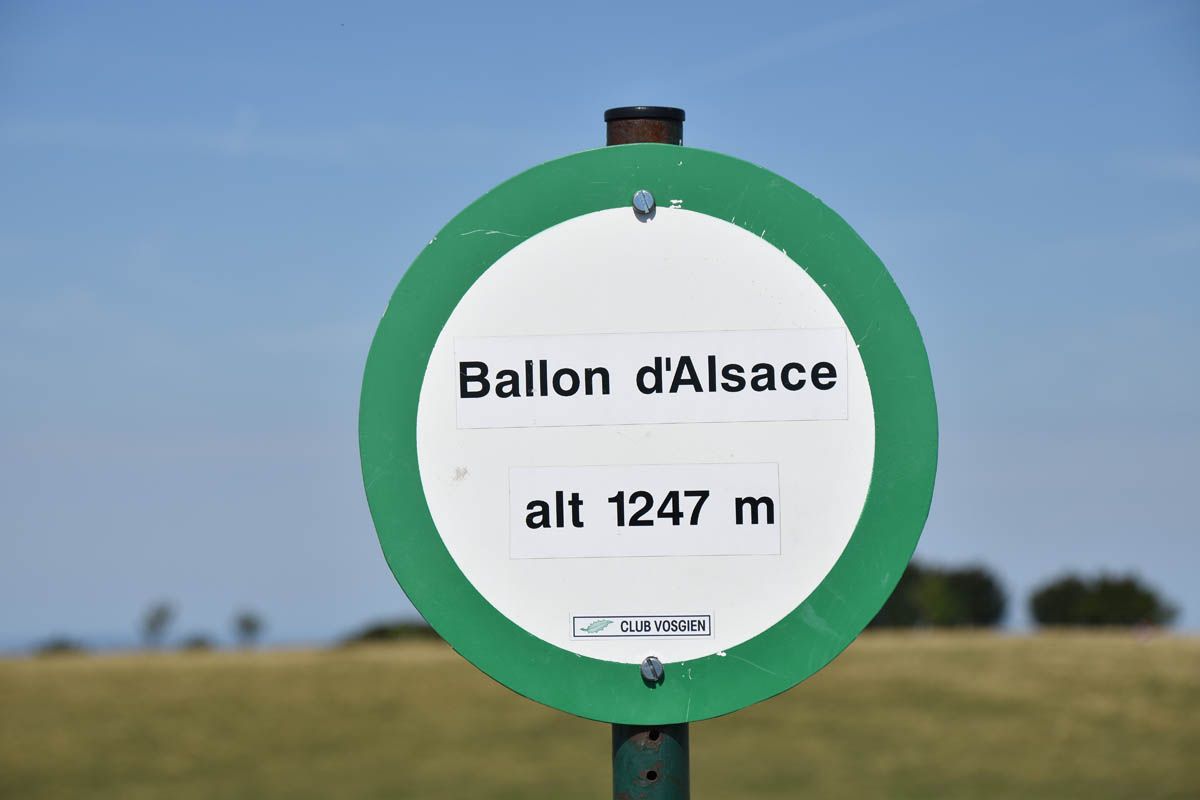 Ballon d'Alsace
alt 1247 m
CLUB VOSGIEN